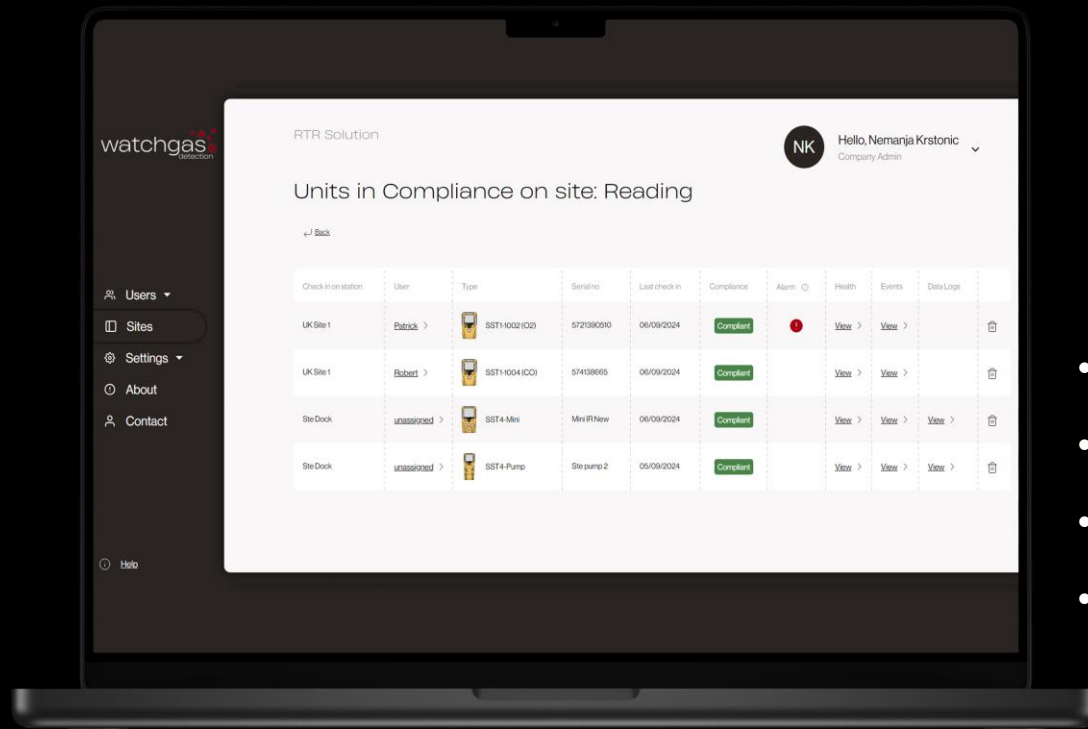 watchgas
detection
RTR Solution
NK
Hello, Nemanja Krstonic
Company Admin
Units in Compliance on site: Reading
Back
Users
Sites
Settings
About
Contact
Help
Check in on station User Type Serial no Last check in Compliance Alarm Health Events Data Logs
UK Site 1 Patrick SST1-1002 (O2) 5721390510 06/09/2024 Compliant View View
UK Site 1 Robert SST1-1004 (CO) 574138665 06/09/2024 Compliant View View
Ste Dock unassigned SST4-Mini Mini IR New 06/09/2024 Compliant View View View
Ste Dock unassigned SST4-Pump Ste pump 2 05/09/2024 Compliant View View View